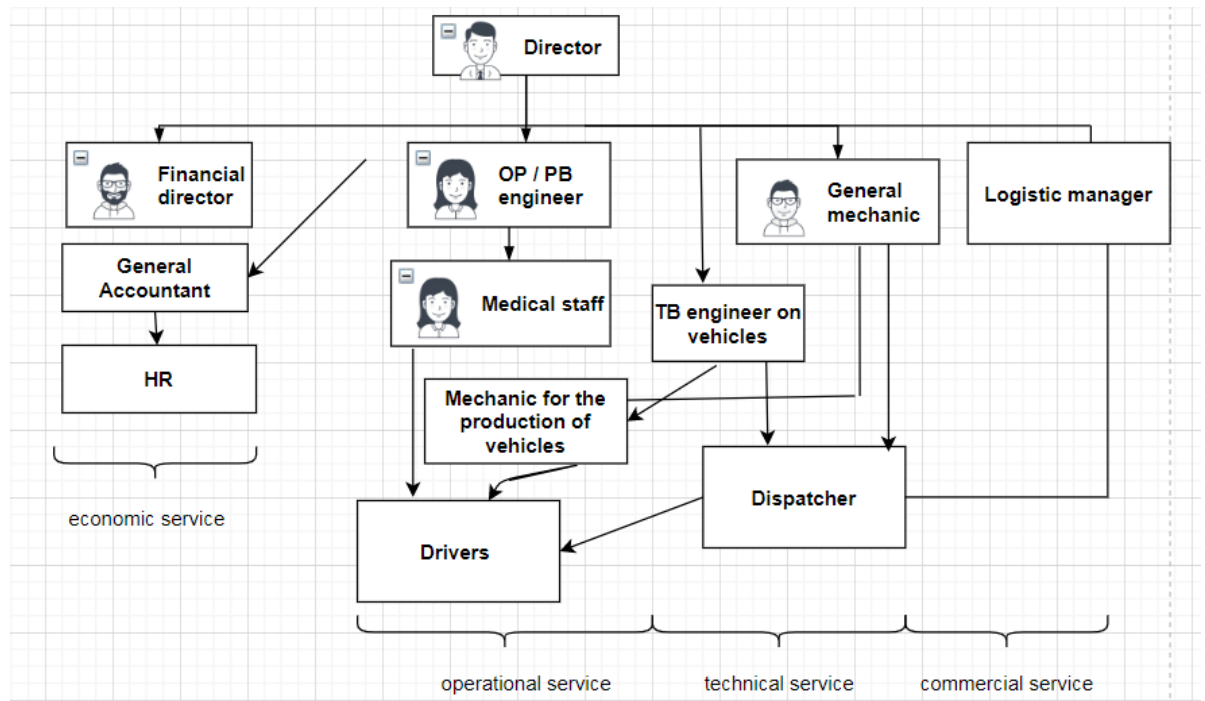 Director
Financial
director
OP / PB
engineer
General
mechanic
Logistic manager
General
Accountant
Medical staff
TB engineer on
vehicles
HR
Mechanic for the
production of
vehicles
Dispatcher
economic service
Drivers
operational service
technical service
commercial service